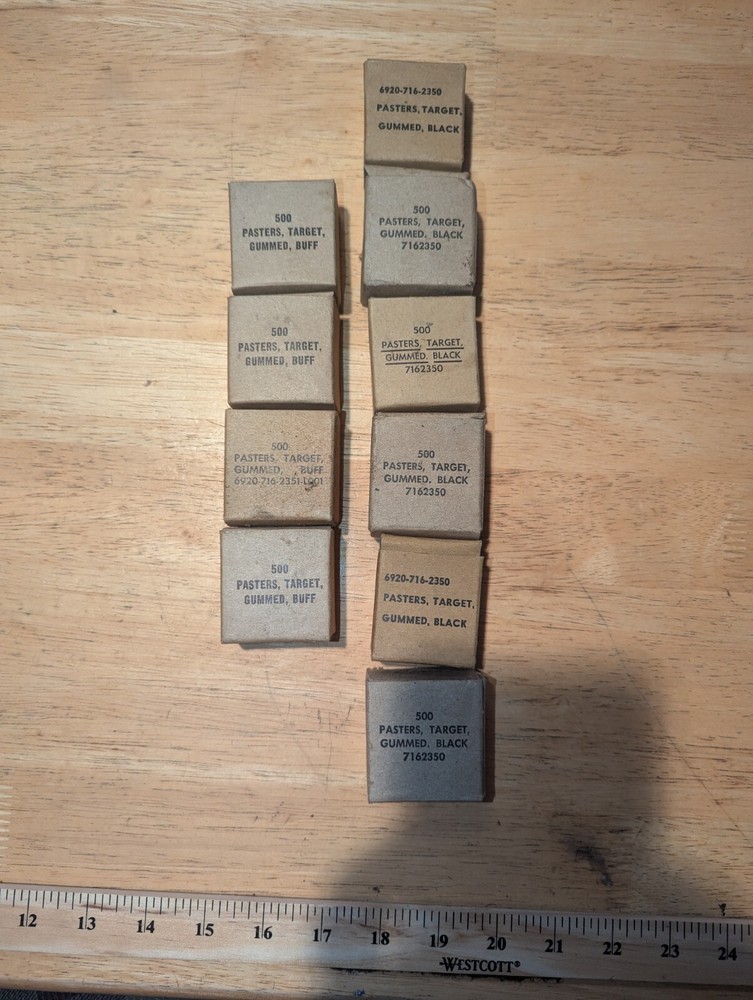 500
PASTERS, TARGET,
GUMMED, BUFF
500
PASTERS, TARGET,
GUMMED, BUFF
500
PASTERS, TARGET,
GUMMED, BUFF
6920-716-2351-L001
500
PASTERS, TARGET,
GUMMED, BUFF
6920-716-2350
PASTERS, TARGET,
GUMMED, BLACK
500
PASTERS, TARGET,
GUMMED, BLACK
7162350
500
PASTERS, TARGET,
GUMMED. BLACK
7162350
500
PASTERS, TARGET,
GUMMED. BLACK
7162350
6920-716-2350
PASTERS, TARGET,
GUMMED, BLACK
500
PASTERS, TARGET,
GUMMED. BLACK
7162350
12 13 14 15 16 17 18 19 20 21 22 23 24
WESTCOTT®